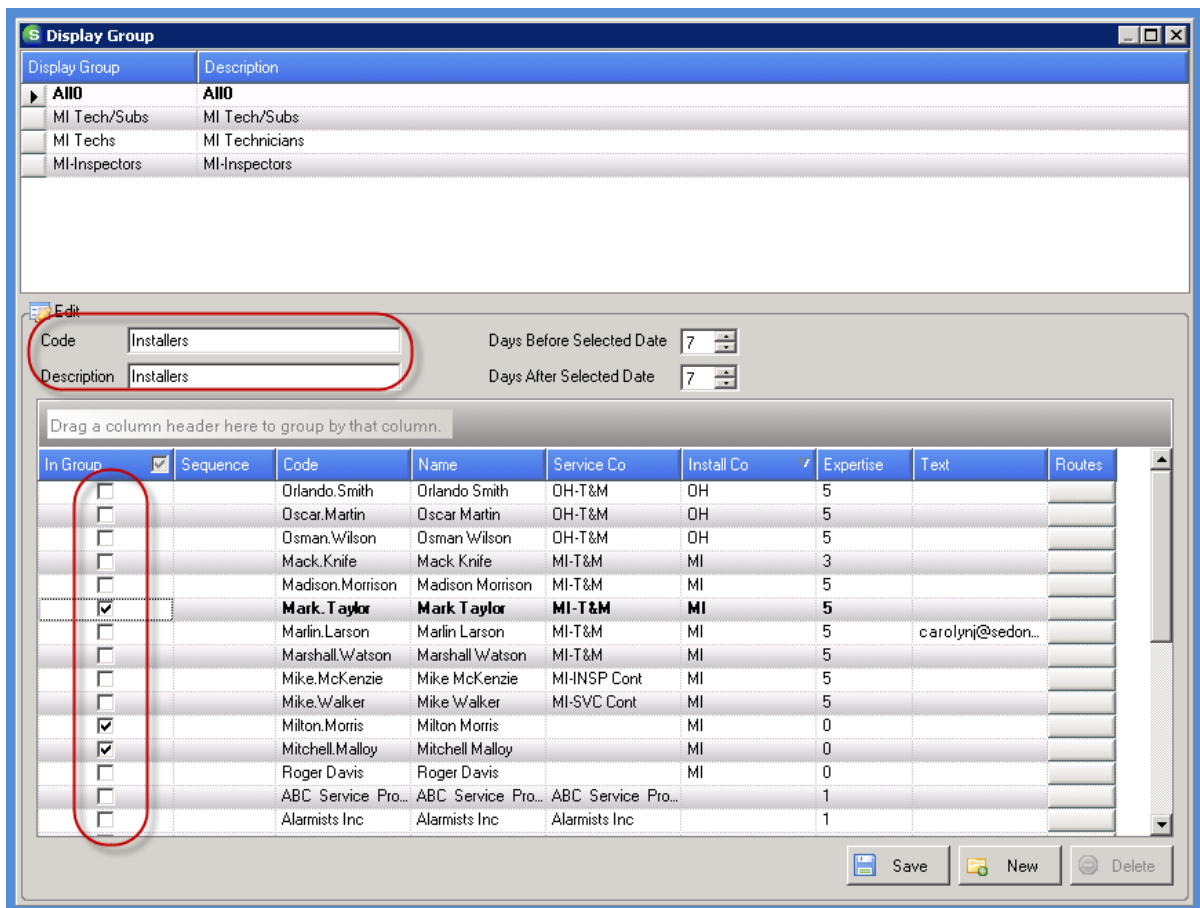 S Display Group
Display Group Description
All0 All0
MI Tech/Subs MI Tech/Subs
MI Techs MI Technicians
MI-Inspectors MI-Inspectors
Edit
Code Installers Days Before Selected Date 7
Description Installers Days After Selected Date 7
Drag a column header here to group by that column.
In Group Sequence Code Name Service Co Install Co Expertise Text Routes
Orlando.Smith Orlando Smith OH-T&M OH 5
Oscar.Martin Oscar Martin OH-T&M OH 5
Osman.Wilson Osman Wilson OH-T&M OH 5
Mack.Knife Mack Knife MI-T&M MI 3
Madison.Morrison Madison Morrison MI-T&M MI 5
Mark.Taylor Mark Taylor MI-T&M MI 5
Marlin.Larson Marlin Larson MI-T&M MI 5 carolynj@sedon...
Marshall.Watson Marshall Watson MI-T&M MI 5
Mike.McKenzie Mike McKenzie MI-INSP Cont MI 5
Mike.Walker Mike Walker MI-SVC Cont MI 5
Milton.Morris Milton Morris MI 0
Mitchell.Malloy Mitchell Malloy MI 0
Roger Davis Roger Davis MI 0
ABC Service Pro... ABC Service Pro... ABC Service Pro... 1
Alarmists Inc Alarmists Inc Alarmists Inc 1
Save New Delete